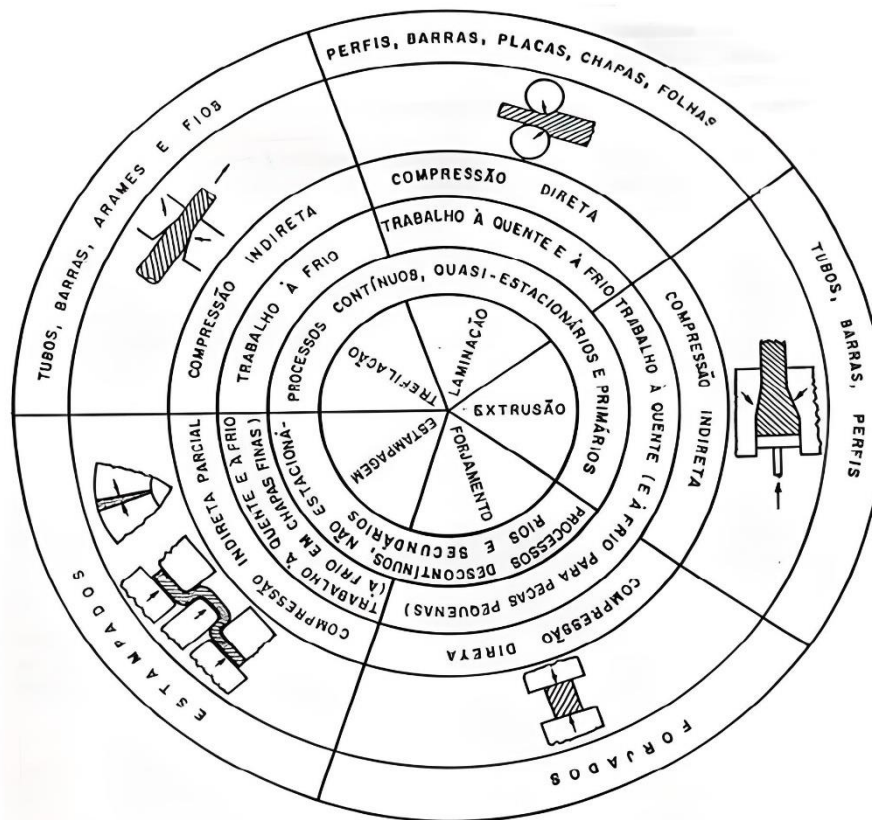 PERFIS, BARRAS, PLACAS, CHAPAS, FOLHAS
TUBOS, BARRAS, PERFIS
FORJADOS
ESTAMPADOS
TUBOS, BARRAS, ARAMES E FIOS
COMPRESSÃO DIRETA
COMPRESSÃO INDIRETA
COMPRESSÃO DIRETA
COMPRESSÃO INDIRETA PARCIAL
COMPRESSÃO INDIRETA
TRABALHO À QUENTE E À FRIO
TRABALHO À QUENTE (E À FRIO PARA PEÇAS PEQUENAS)
TRABALHO À QUENTE E À FRIO
(À FRIO EM CHAPAS FINAS)
TRABALHO À FRIO
PROCESSOS CONTÍNUOS, QUASI-ESTACIONÁRIOS E PRIMÁRIOS
PROCESSOS DESCONTÍNUOS, NÃO ESTACIONÁ-
RIOS E SECUNDÁRIOS
LAMINAÇÃO
EXTRUSÃO
FORJAMENTO
ESTAMPAGEM
TREFILAÇÃO